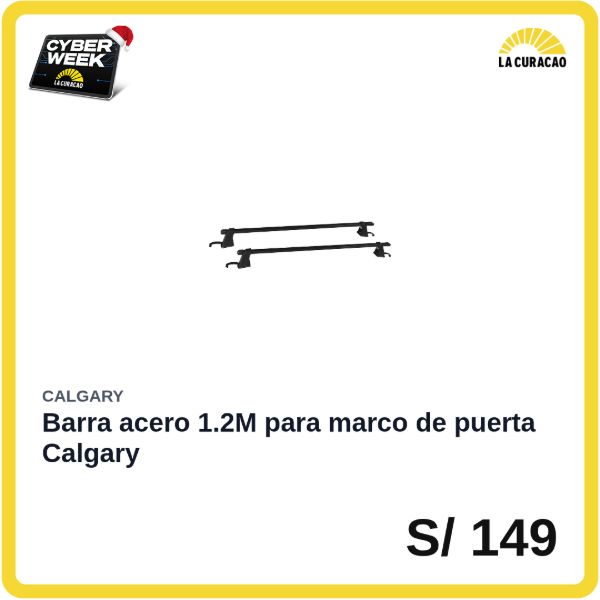 CYBER
WEEK
LA CURACAO
LA CURACAO
CALGARY
Barra acero 1.2M para marco de puerta
Calgary
S/ 149